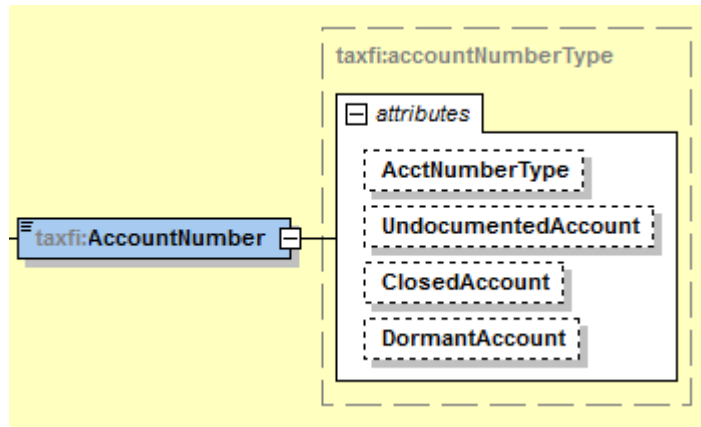 taxfi:accountNumberType
attributes
AcctNumberType
UndocumentedAccount
taxfi:AccountNumber
ClosedAccount
DormantAccount